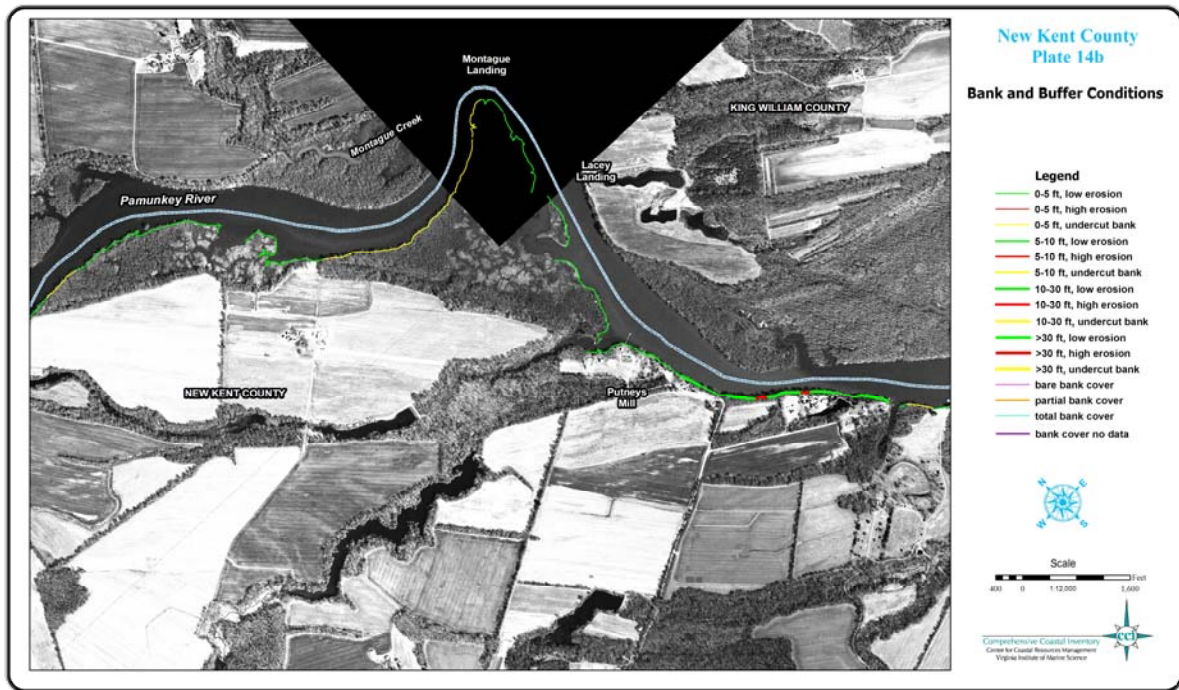 New Kent County
Plate 14b
Bank and Buffer Conditions
Montague
Landing
KING WILLIAM COUNTY
Montague Creek
Lacey
Landing
Pamunkey River
NEW KENT COUNTY
Putneys
Mill
Legend
0-5 ft, low erosion
0-5 ft, high erosion
0-5 ft, undercut bank
5-10 ft, low erosion
5-10 ft, high erosion
5-10 ft, undercut bank
10-30 ft, low erosion
10-30 ft, high erosion
10-30 ft, undercut bank
>30 ft, low erosion
>30 ft, high erosion
>30 ft, undercut bank
bare bank cover
partial bank cover
total bank cover
bank cover no data
N E
W S
Scale
Feet
400 0 1:12,000 1,600
Comprehensive Coastal Inventory
Center for Coastal Resources Management
Virginia Institute of Marine Science
cci